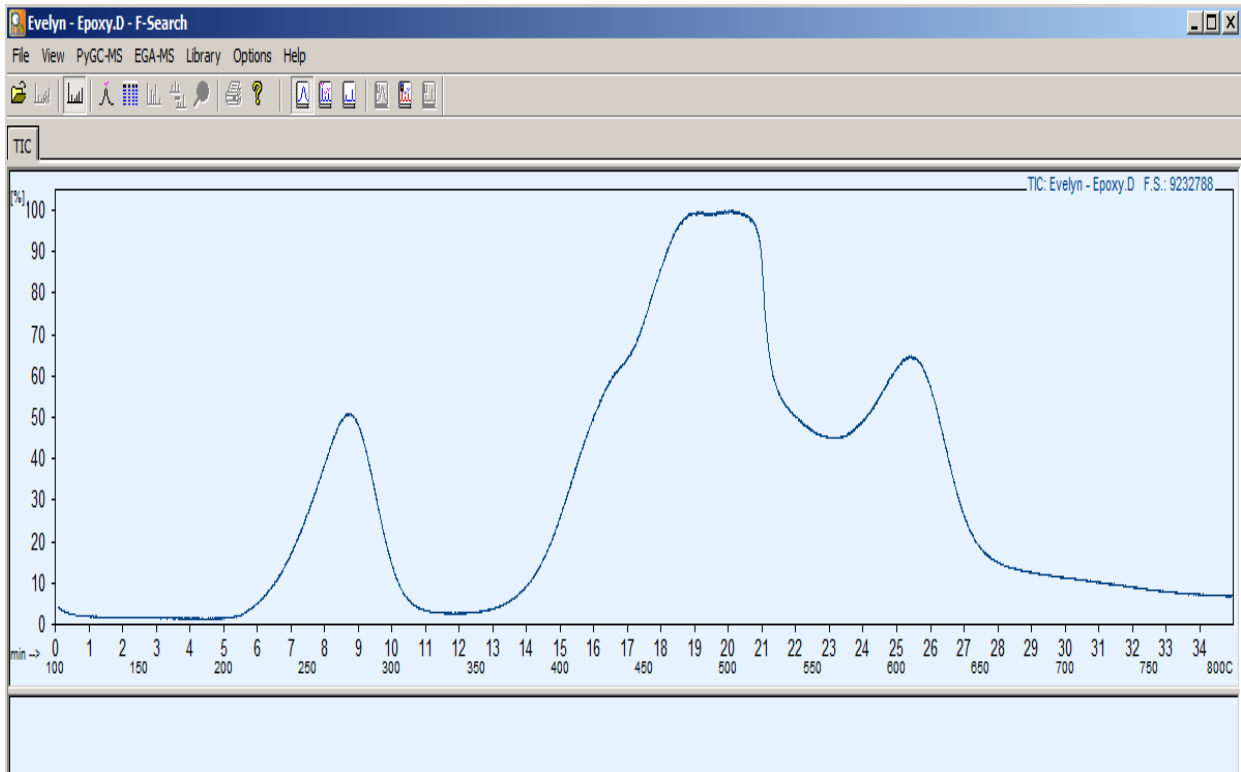 Evelyn - Epoxy.D - F-Search
File View PyGC-MS EGA-MS Library Options Help
TIC
TIC: Evelyn - Epoxy.D F.S.: 9232788
[%]
100
90
80
70
60
50
40
30
20
10
0
min --> 0 1 2 3 4 5 6 7 8 9 10 11 12 13 14 15 16 17 18 19 20 21 22 23 24 25 26 27 28 29 30 31 32 33 34
100 150 200 250 300 350 400 450 500 550 600 650 700 750 800C